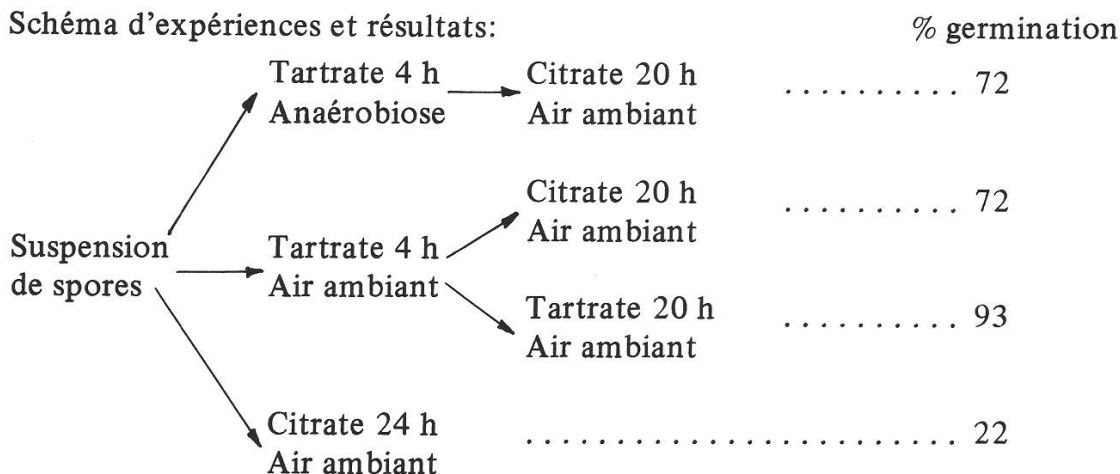 Schéma d'expériences et résultats: % germination
Tartrate 4 h Citrate 20 h .......... 72
Anaérobiose Air ambiant
Citrate 20 h .......... 72
Air ambiant
Suspension Tartrate 4 h
de spores Air ambiant
Tartrate 20 h .......... 93
Air ambiant
Citrate 24 h ......................... 22
Air ambiant